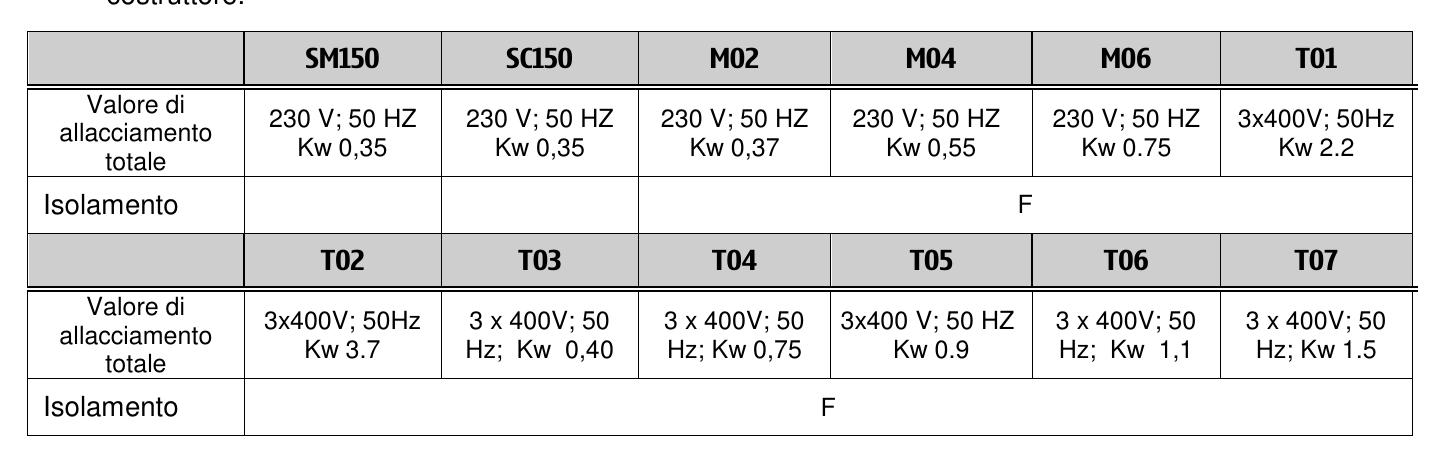 costruttore.
SM150 SC150 M02 M04 M06 T01
Valore di allacciamento totale 230 V; 50 HZ Kw 0,35 230 V; 50 HZ Kw 0,35 230 V; 50 HZ Kw 0,37 230 V; 50 HZ Kw 0,55 230 V; 50 HZ Kw 0.75 3x400V; 50Hz Kw 2.2
Isolamento F
T02 T03 T04 T05 T06 T07
Valore di allacciamento totale 3x400V; 50Hz Kw 3.7 3 x 400V; 50 Hz; Kw 0,40 3 x 400V; 50 Hz; Kw 0,75 3x400 V; 50 HZ Kw 0.9 3 x 400V; 50 Hz; Kw 1,1 3 x 400V; 50 Hz; Kw 1.5
Isolamento F